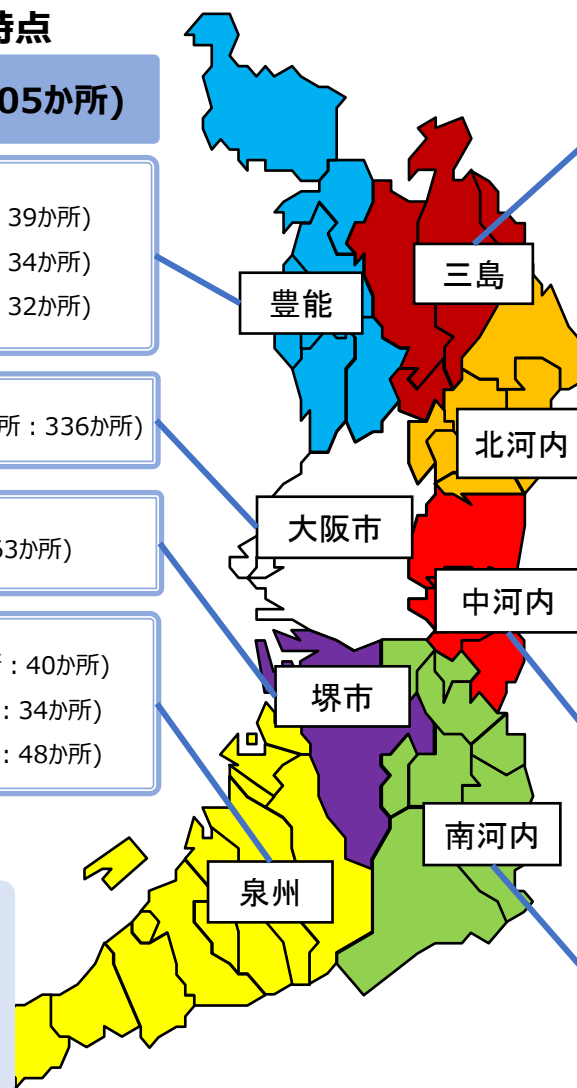 時点
05か所)
39か所)
34か所)
: 32か所)
所：336か所)
53か所)
: 40か所)
: 34か所)
: 48か所)
豊能
三島
北河内
大阪市
中河内
堺市
南河内
泉州